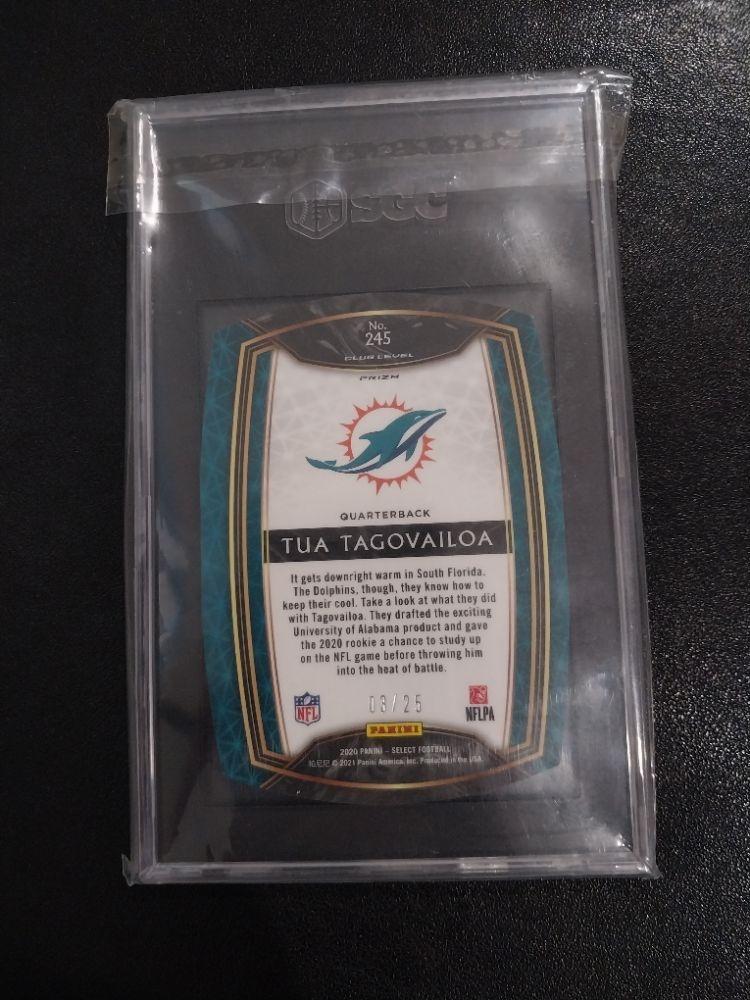 SGC
No.
245
CLUB LEVEL
PRIZM
QUARTERBACK
TUA TAGOVAILOA
It gets downright warm in South Florida.
The Dolphins, though, they know how to
keep their cool. Take a look at what they did
with Tagovailoa. They drafted the exciting
University of Alabama product and gave
the 2020 rookie a chance to study up
on the NFL game before throwing him
into the heat of battle.
NFL
03/25
NFLPA
PANINI
2020 PANINI – SELECT FOOTBALL
帕尼尼 © 2021 Panini America, Inc. Produced in the USA.